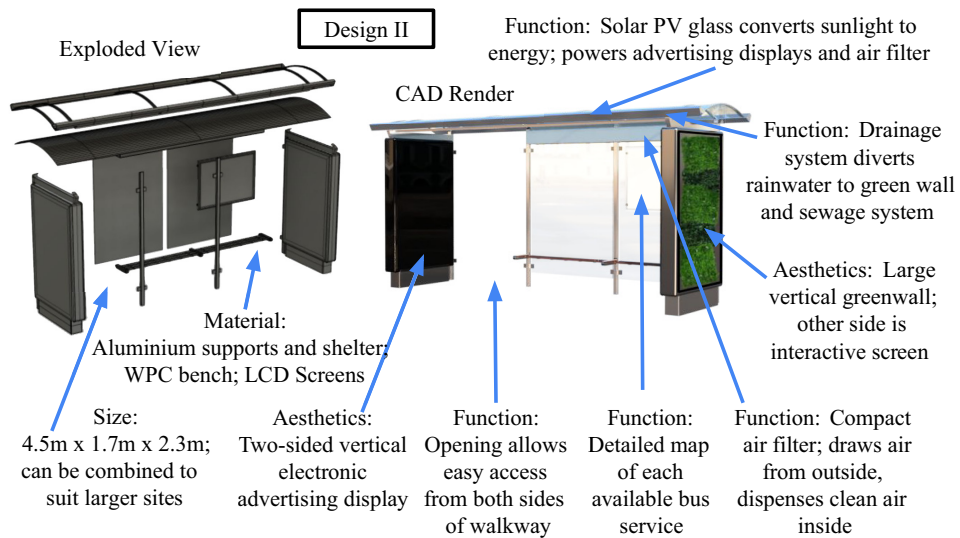 Design II
Exploded View
CAD Render
Function: Solar PV glass converts sunlight to
energy; powers advertising displays and air filter
Function: Drainage
system diverts
rainwater to green wall
and sewage system
Aesthetics: Large
vertical greenwall;
other side is
interactive screen
Material:
Aluminium supports and shelter;
WPC bench; LCD Screens
Size:
4.5m x 1.7m x 2.3m;
can be combined to
suit larger sites
Aesthetics:
Two-sided vertical
electronic
advertising display
Function:
Opening allows
easy access
from both sides
of walkway
Function:
Detailed map
of each
available bus
service
Function: Compact
air filter; draws air
from outside,
dispenses clean air
inside